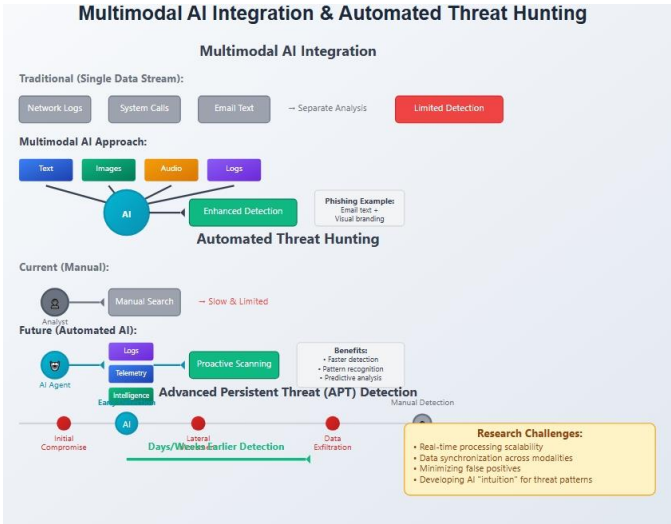 Multimodal AI Integration & Automated Threat Hunting
Multimodal AI Integration
Traditional (Single Data Stream):
Network Logs
System Calls
Email Text
→ Separate Analysis
Limited Detection
Multimodal AI Approach:
Text
Images
Audio
Logs
AI
Enhanced Detection
Phishing Example:
Email text +
Visual branding
Automated Threat Hunting
Current (Manual):
Manual Search
→ Slow & Limited
Analyst
Future (Automated AI):
Logs
Telemetry
Intelligence
AI Agent
Proactive Scanning
Benefits:
• Faster detection
• Pattern recognition
• Predictive analysis
Advanced Persistent Threat (APT) Detection
Manual Detection
AI
Initial
Compromise
Lateral
Data
Exfiltration
Days/Weeks Earlier Detection
Research Challenges:
• Real-time processing scalability
• Data synchronization across modalities
• Minimizing false positives
• Developing AI "intuition" for threat patterns